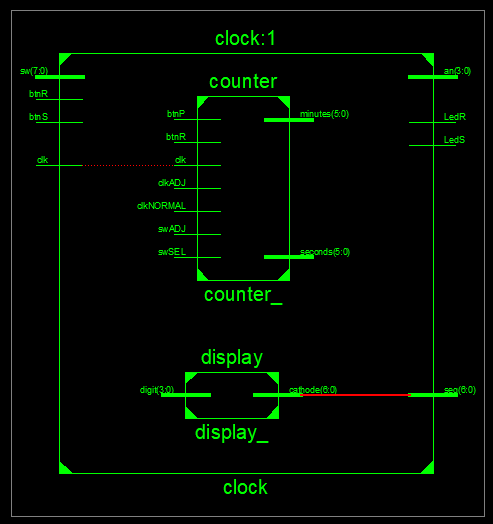 clock:1
counter
sw(7:0)
an(3:0)
btnR
btnP
minutes(5:0)
btnS
LedR
btnR
LedS
clk
clk
clkADJ
clkNORMAL
swADJ
swSEL
seconds(5:0)
counter_
display
digit(3:0)
cathode(6:0)
seg(6:0)
display_
clock